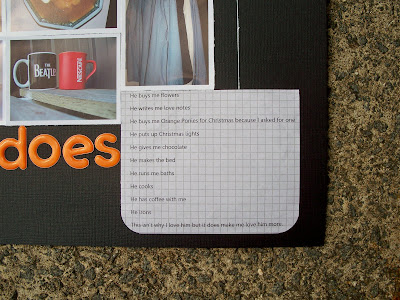 THE
BEATLES
NESCAFÉ
does
He buys me flowers
He writes me love notes
He buys me Orange Pixies for Christmas because I asked for one
He puts up Christmas lights
He gives me chocolate
He makes the bed
He runs me baths
He cooks
He has coffee with me
He irons
This isn't why i love him but it does make me love him more.